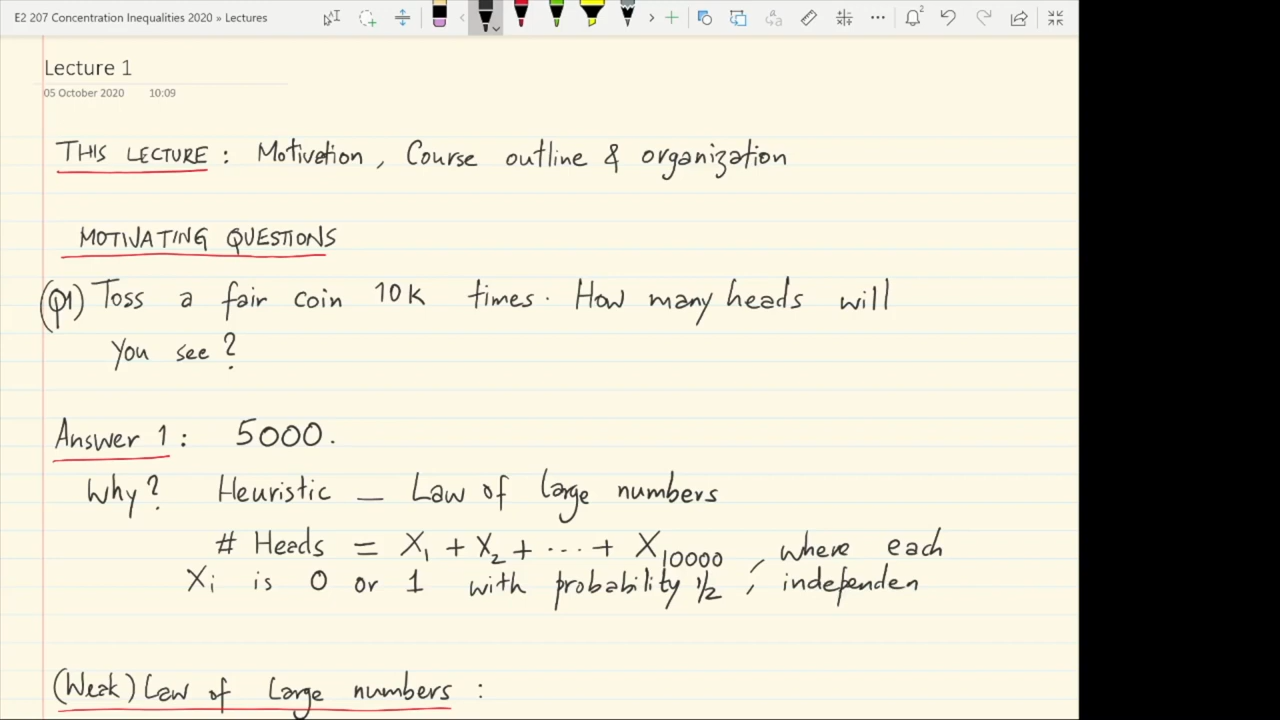 E2 207 Concentration Inequalities 2020 » Lectures
Lecture 1
05 October 2020 10:09
THIS LECTURE : Motivation, Course outline & organization
MOTIVATING QUESTIONS
(Q1) Toss a fair coin 10K times. How many heads will
you see ?
Answer 1 : 5000.
Why? Heuristic – Law of large numbers
# Heads = X₁ + X₂ + ... + X₁₀₀₀₀ , where each
Xᵢ is 0 or 1 with probability 1/2 , independen
(Weak) Law of Large numbers :